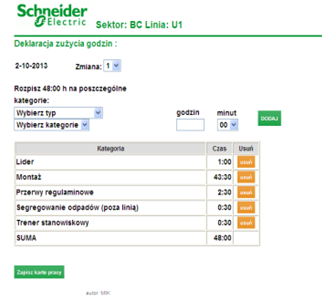 Schneider
Electric
Sektor: BC Linia: U1
Deklaracja zużycia godzin :
2-10-2013 Zmiana: 1
Rozpisz 48:00 h na poszczególne
kategorie:
Wybierz typ godzin minut
Wybierz kategorie 00 DODAJ
Kategoria Czas Usuń
Lider 1:00 usuń
Montaż 43:30 usuń
Przerwy regulaminowe 2:30 usuń
Segregowanie odpadów (poza linią) 0:30 usuń
Trener stanowiskowy 0:30 usuń
SUMA 48:00
Zapisz kartę pracy